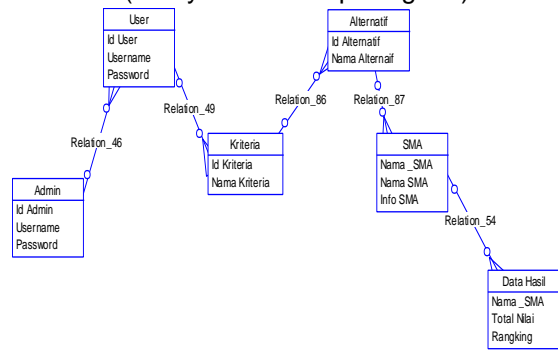 User
Id User
Username
Password
Alternatif
Id Alternatif
Nama Alternaif
Relation_49
Relation_86
Relation_87
Relation_46
Kriteria
Id Kriteria
Nama Kriteria
SMA
Nama _SMA
Nama SMA
Info SMA
Admin
Id Admin
Username
Password
Relation_54
Data Hasil
Nama _SMA
Total Nilai
Rangking